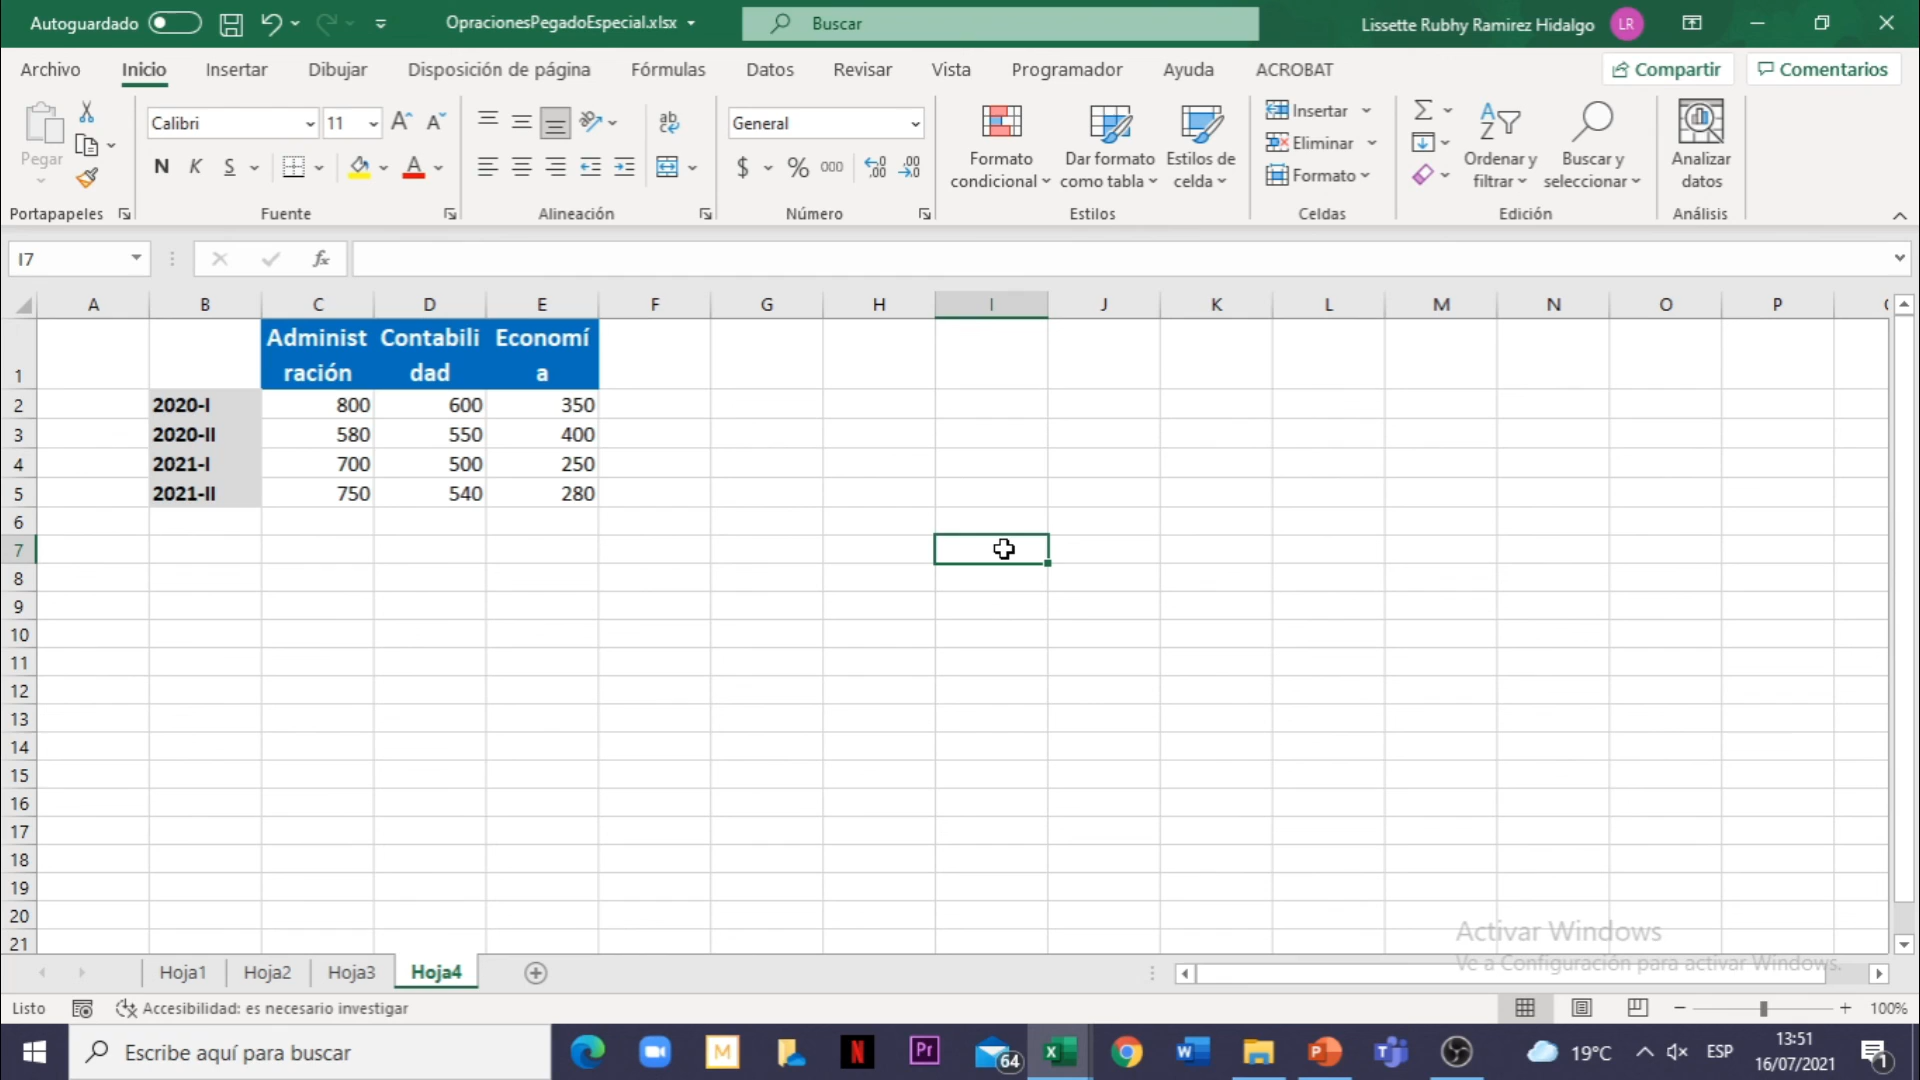 Autoguardado
OpracionesPegadoEspecial.xlsx
Buscar
Lissette Rubhy Ramirez Hidalgo
LR
Archivo Inicio Insertar Dibujar Disposición de página Fórmulas Datos Revisar Vista Programador Ayuda ACROBAT
Compartir
Comentarios
Pegar
Portapapeles
Calibri 11
N K S
Fuente
ab
Alineación
General
$ % 000
Número
Formato condicional
Dar formato como tabla
Estilos de celda
Estilos
Insertar
Eliminar
Formato
Celdas
Ordenar y filtrar
Buscar y seleccionar
Edición
Analizar datos
Análisis
I7
fx
A B C D E F G H I J K L M N O P
1 Administ Contabili Economí
ración dad a
2 2020-I 800 600 350
3 2020-II 580 550 400
4 2021-I 700 500 250
5 2021-II 750 540 280
6
7
8
9
10
11
12
13
14
15
16
17
18
19
20
21
Activar Windows
Ve a Configuración para activar Windows.
Hoja1 Hoja2 Hoja3 Hoja4
Listo
Accesibilidad: es necesario investigar
100%
Escribe aquí para buscar
M
N
Pr
64
19°C
ESP
13:51
16/07/2021
1